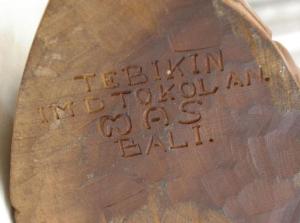 TEBIKIN
IMDTOKOLAN.
MAS
BALI.